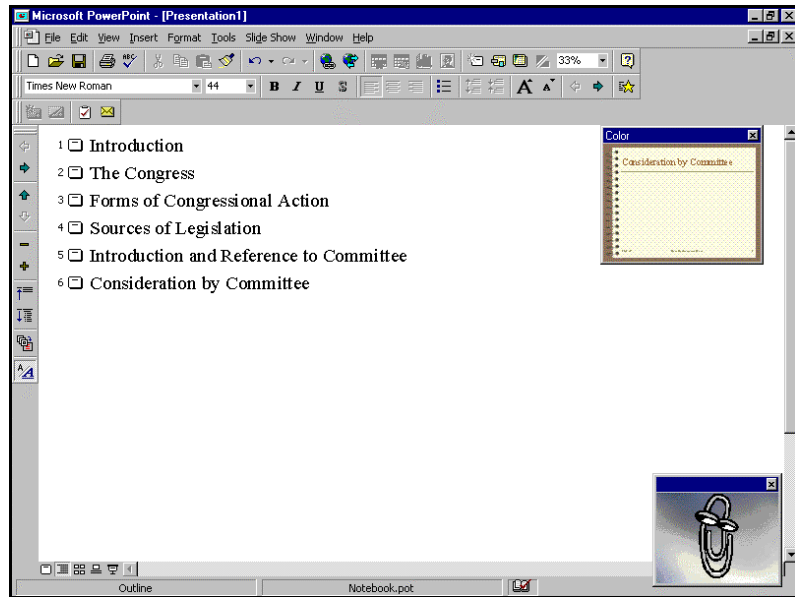 Microsoft PowerPoint - [Presentation1]
File Edit View Insert Format Tools Slide Show Window Help
33%
Times New Roman 44 B I U S A A
Color
1 Introduction
2 The Congress
3 Forms of Congressional Action
4 Sources of Legislation
5 Introduction and Reference to Committee
6 Consideration by Committee
Consideration by Committee
Outline Notebook.pot